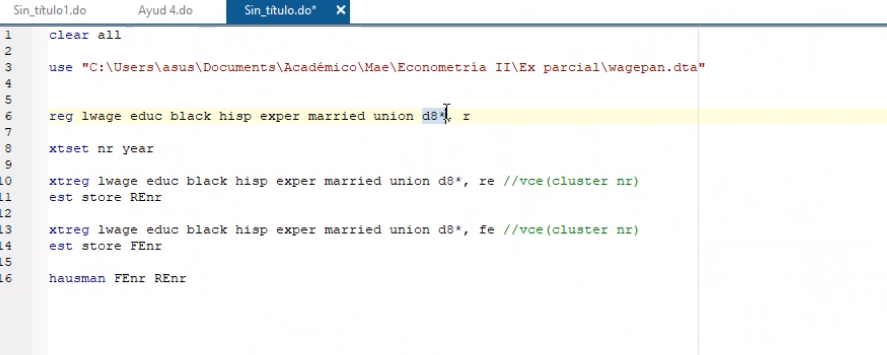 Sin_título1.do Ayud 4.do Sin_título.do* ✕
1 clear all
2
3 use "C:\Users\asus\Documents\Académico\Mae\Econometría II\Ex parcial\wagepan.dta"
4
5
6 reg lwage educ black hisp exper married union d8*, r
7
8 xtset nr year
9
10 xtreg lwage educ black hisp exper married union d8*, re //vce(cluster nr)
11 est store REnr
12
13 xtreg lwage educ black hisp exper married union d8*, fe //vce(cluster nr)
14 est store FEnr
15
16 hausman FEnr REnr